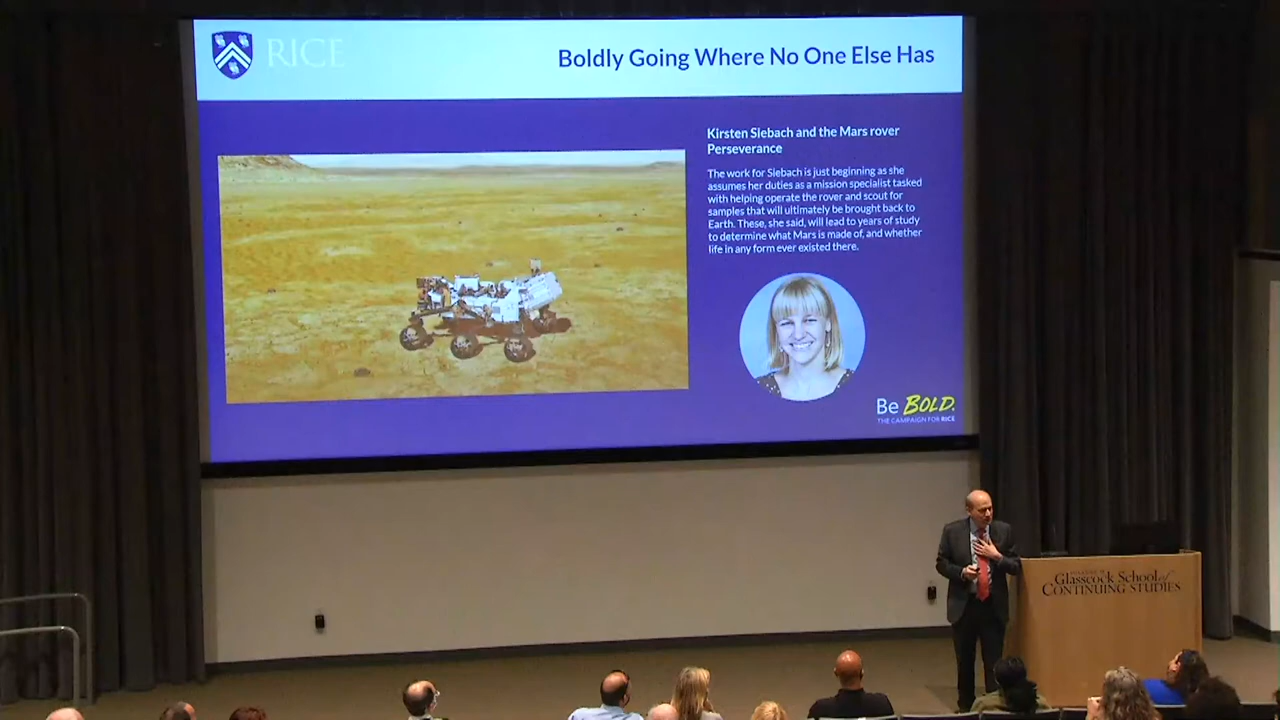 RICE
Boldly Going Where No One Else Has
Kirsten Siebach and the Mars rover
Perseverance
The work for Siebach is just beginning as she
assumes her duties as a mission specialist tasked
with helping operate the rover and scout for
samples that will ultimately be brought back to
Earth. These, she said, will lead to years of study
to determine what Mars is made of, and whether
life in any form ever existed there.
Be BOLD.
THE CAMPAIGN FOR RICE
Glasscock School of
CONTINUING STUDIES